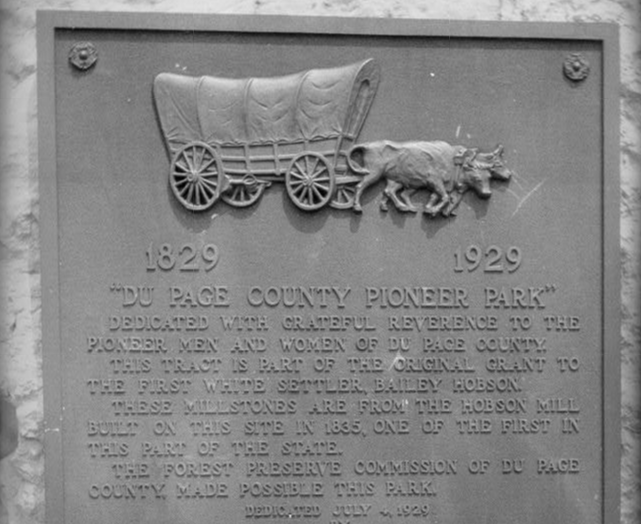 1829 1929
"DU PAGE COUNTY PIONEER PARK"
DEDICATED WITH GRATEFUL REVERENCE TO THE
PIONEER MEN AND WOMEN OF DU PAGE COUNTY.
THIS TRACT IS PART OF THE ORIGINAL GRANT TO
THE FIRST WHITE SETTLER, BAILEY HOBSON.
THESE MILLSTONES ARE FROM THE HOBSON MILL
BUILT ON THIS SITE IN 1835, ONE OF THE FIRST IN
THIS PART OF THE STATE.
THE FOREST PRESERVE COMMISSION OF DU PAGE
COUNTY, MADE POSSIBLE THIS PARK.
DEDICATED JULY 4, 1929.